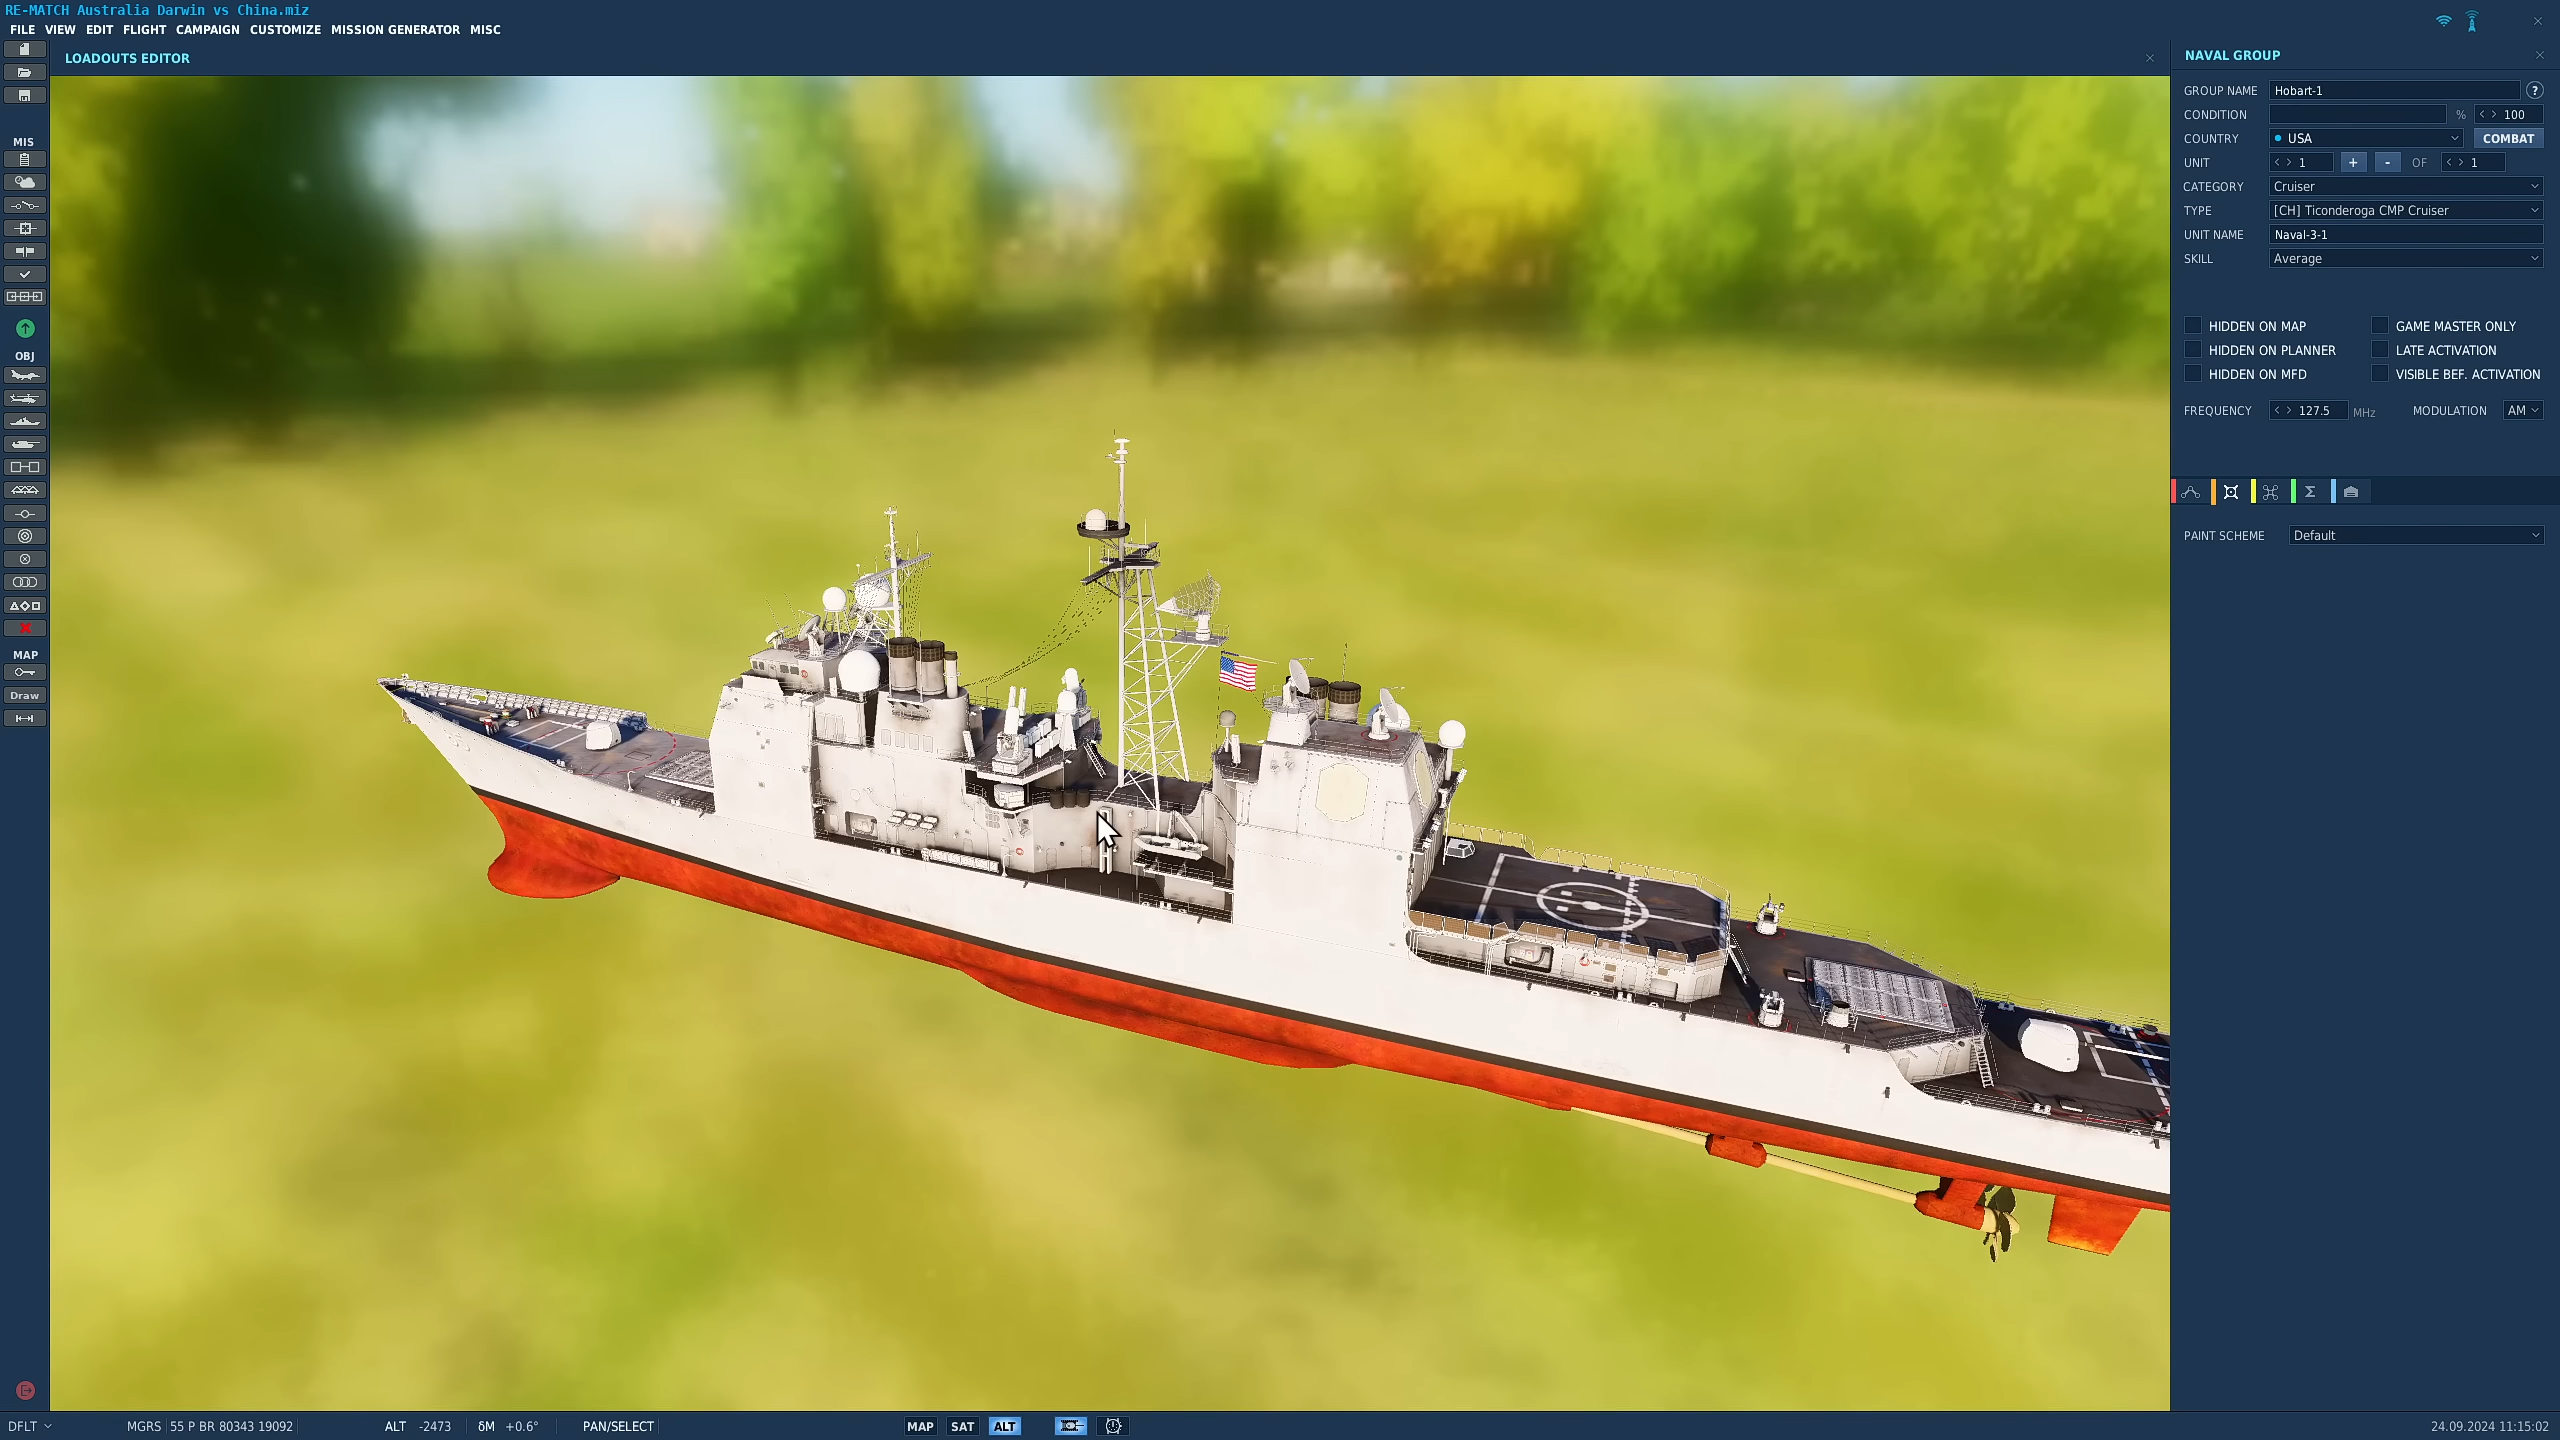 RE-MATCH Australia Darwin vs China.miz
FILE VIEW EDIT FLIGHT CAMPAIGN CUSTOMIZE MISSION GENERATOR MISC
LOADOUTS EDITOR
MIS
OBJ
MAP
Draw
NAVAL GROUP
GROUP NAME Hobart-1 ?
CONDITION % < > 100
COUNTRY USA COMBAT
UNIT < > 1 + - OF < > 1
CATEGORY Cruiser
TYPE [CH] Ticonderoga CMP Cruiser
UNIT NAME Naval-3-1
SKILL Average
HIDDEN ON MAP GAME MASTER ONLY
HIDDEN ON PLANNER LATE ACTIVATION
HIDDEN ON MFD VISIBLE BEF. ACTIVATION
FREQUENCY < > 127.5 MHz MODULATION AM
Σ
PAINT SCHEME Default
DFLT MGRS 55 P BR 80343 19092 ALT -2473 δM +0.6° PAN/SELECT MAP SAT ALT 24.09.2024 11:15:02